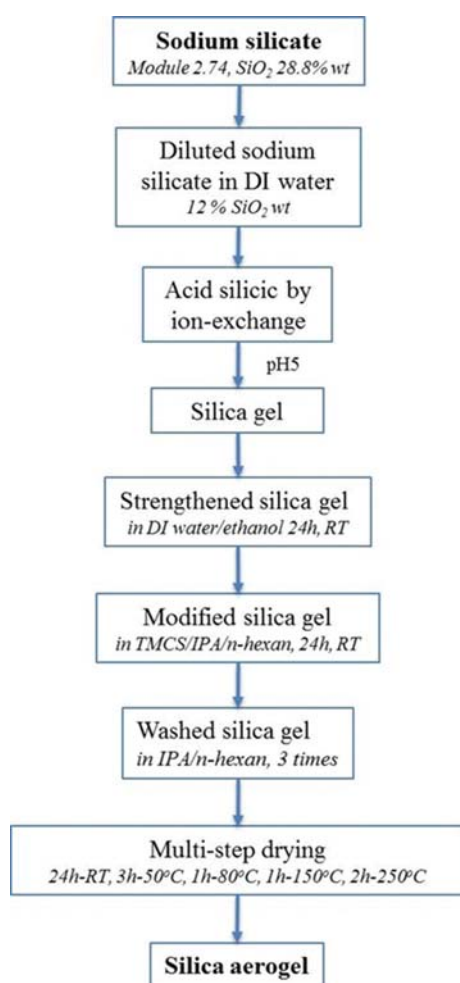 Sodium silicate
Module 2.74, SiO₂ 28.8% wt
Diluted sodium
silicate in DI water
12 % SiO₂ wt
Acid silicic by
ion-exchange
pH5
Silica gel
Strengthened silica gel
in DI water/ethanol 24h, RT
Modified silica gel
in TMCS/IPA/n-hexan, 24h, RT
Washed silica gel
in IPA/n-hexan, 3 times
Multi-step drying
24h-RT, 3h-50°C, 1h-80°C, 1h-150°C, 2h-250°C
Silica aerogel